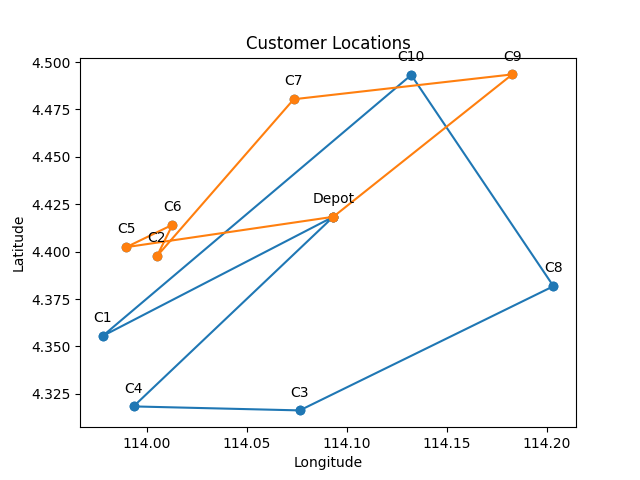 Customer Locations
C10
C9
C7
C6
C5
C2
Depot
C8
C1
C4
C3
4.500
4.475
4.450
4.425
4.400
4.375
4.350
4.325
Latitude
114.00
114.05
114.10
114.15
114.20
Longitude